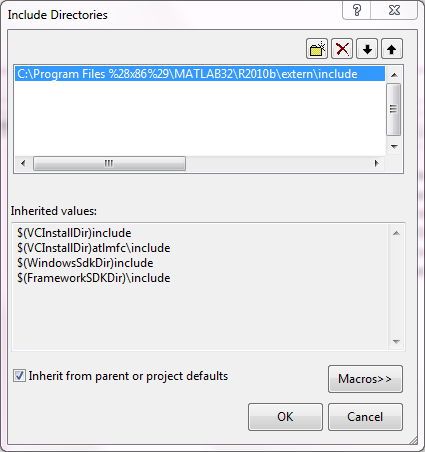 Include Directories
C:\Program Files %28x86%29\MATLAB32\R2010b\extern\include
Inherited values:
$(VCInstallDir)include
$(VCInstallDir)atlmfc\include
$(WindowsSdkDir)include
$(FrameworkSDKDir)\include
Inherit from parent or project defaults
Macros>>
OK
Cancel